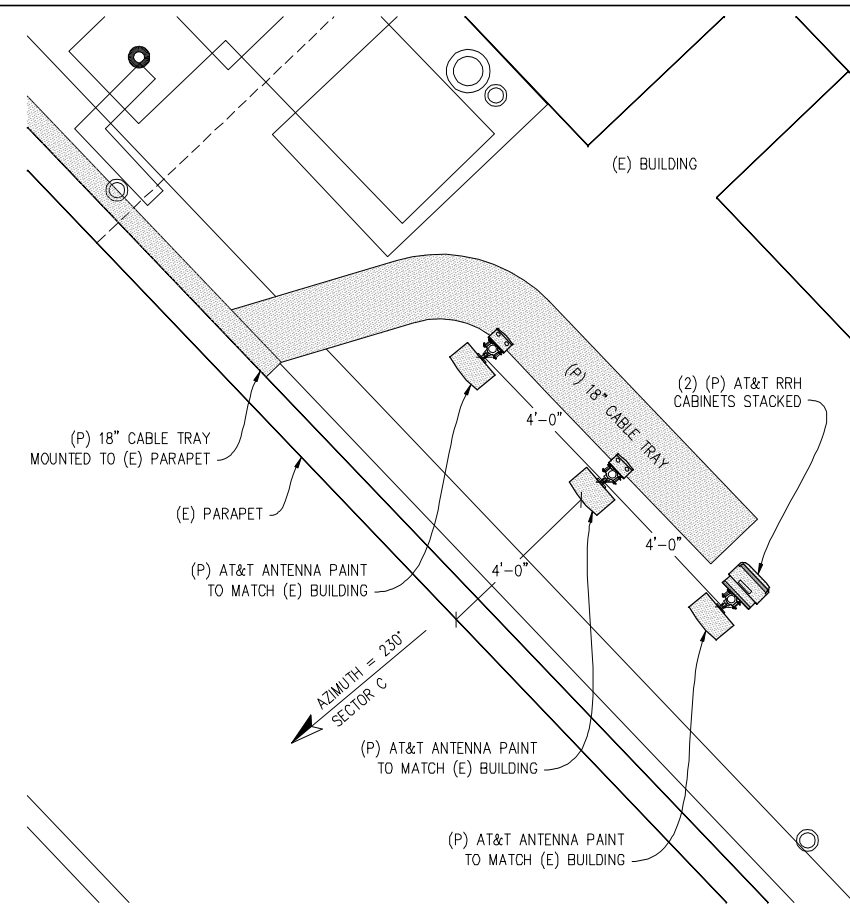 (E) BUILDING
(2) (P) AT&T RRH
CABINETS STACKED
(P) 18" CABLE TRAY
4'-0"
(P) 18" CABLE TRAY
MOUNTED TO (E) PARAPET
(E) PARAPET
4'-0"
4'-0"
(P) AT&T ANTENNA PAINT
TO MATCH (E) BUILDING
AZIMUTH = 230°
SECTOR C
(P) AT&T ANTENNA PAINT
TO MATCH (E) BUILDING
(P) AT&T ANTENNA PAINT
TO MATCH (E) BUILDING